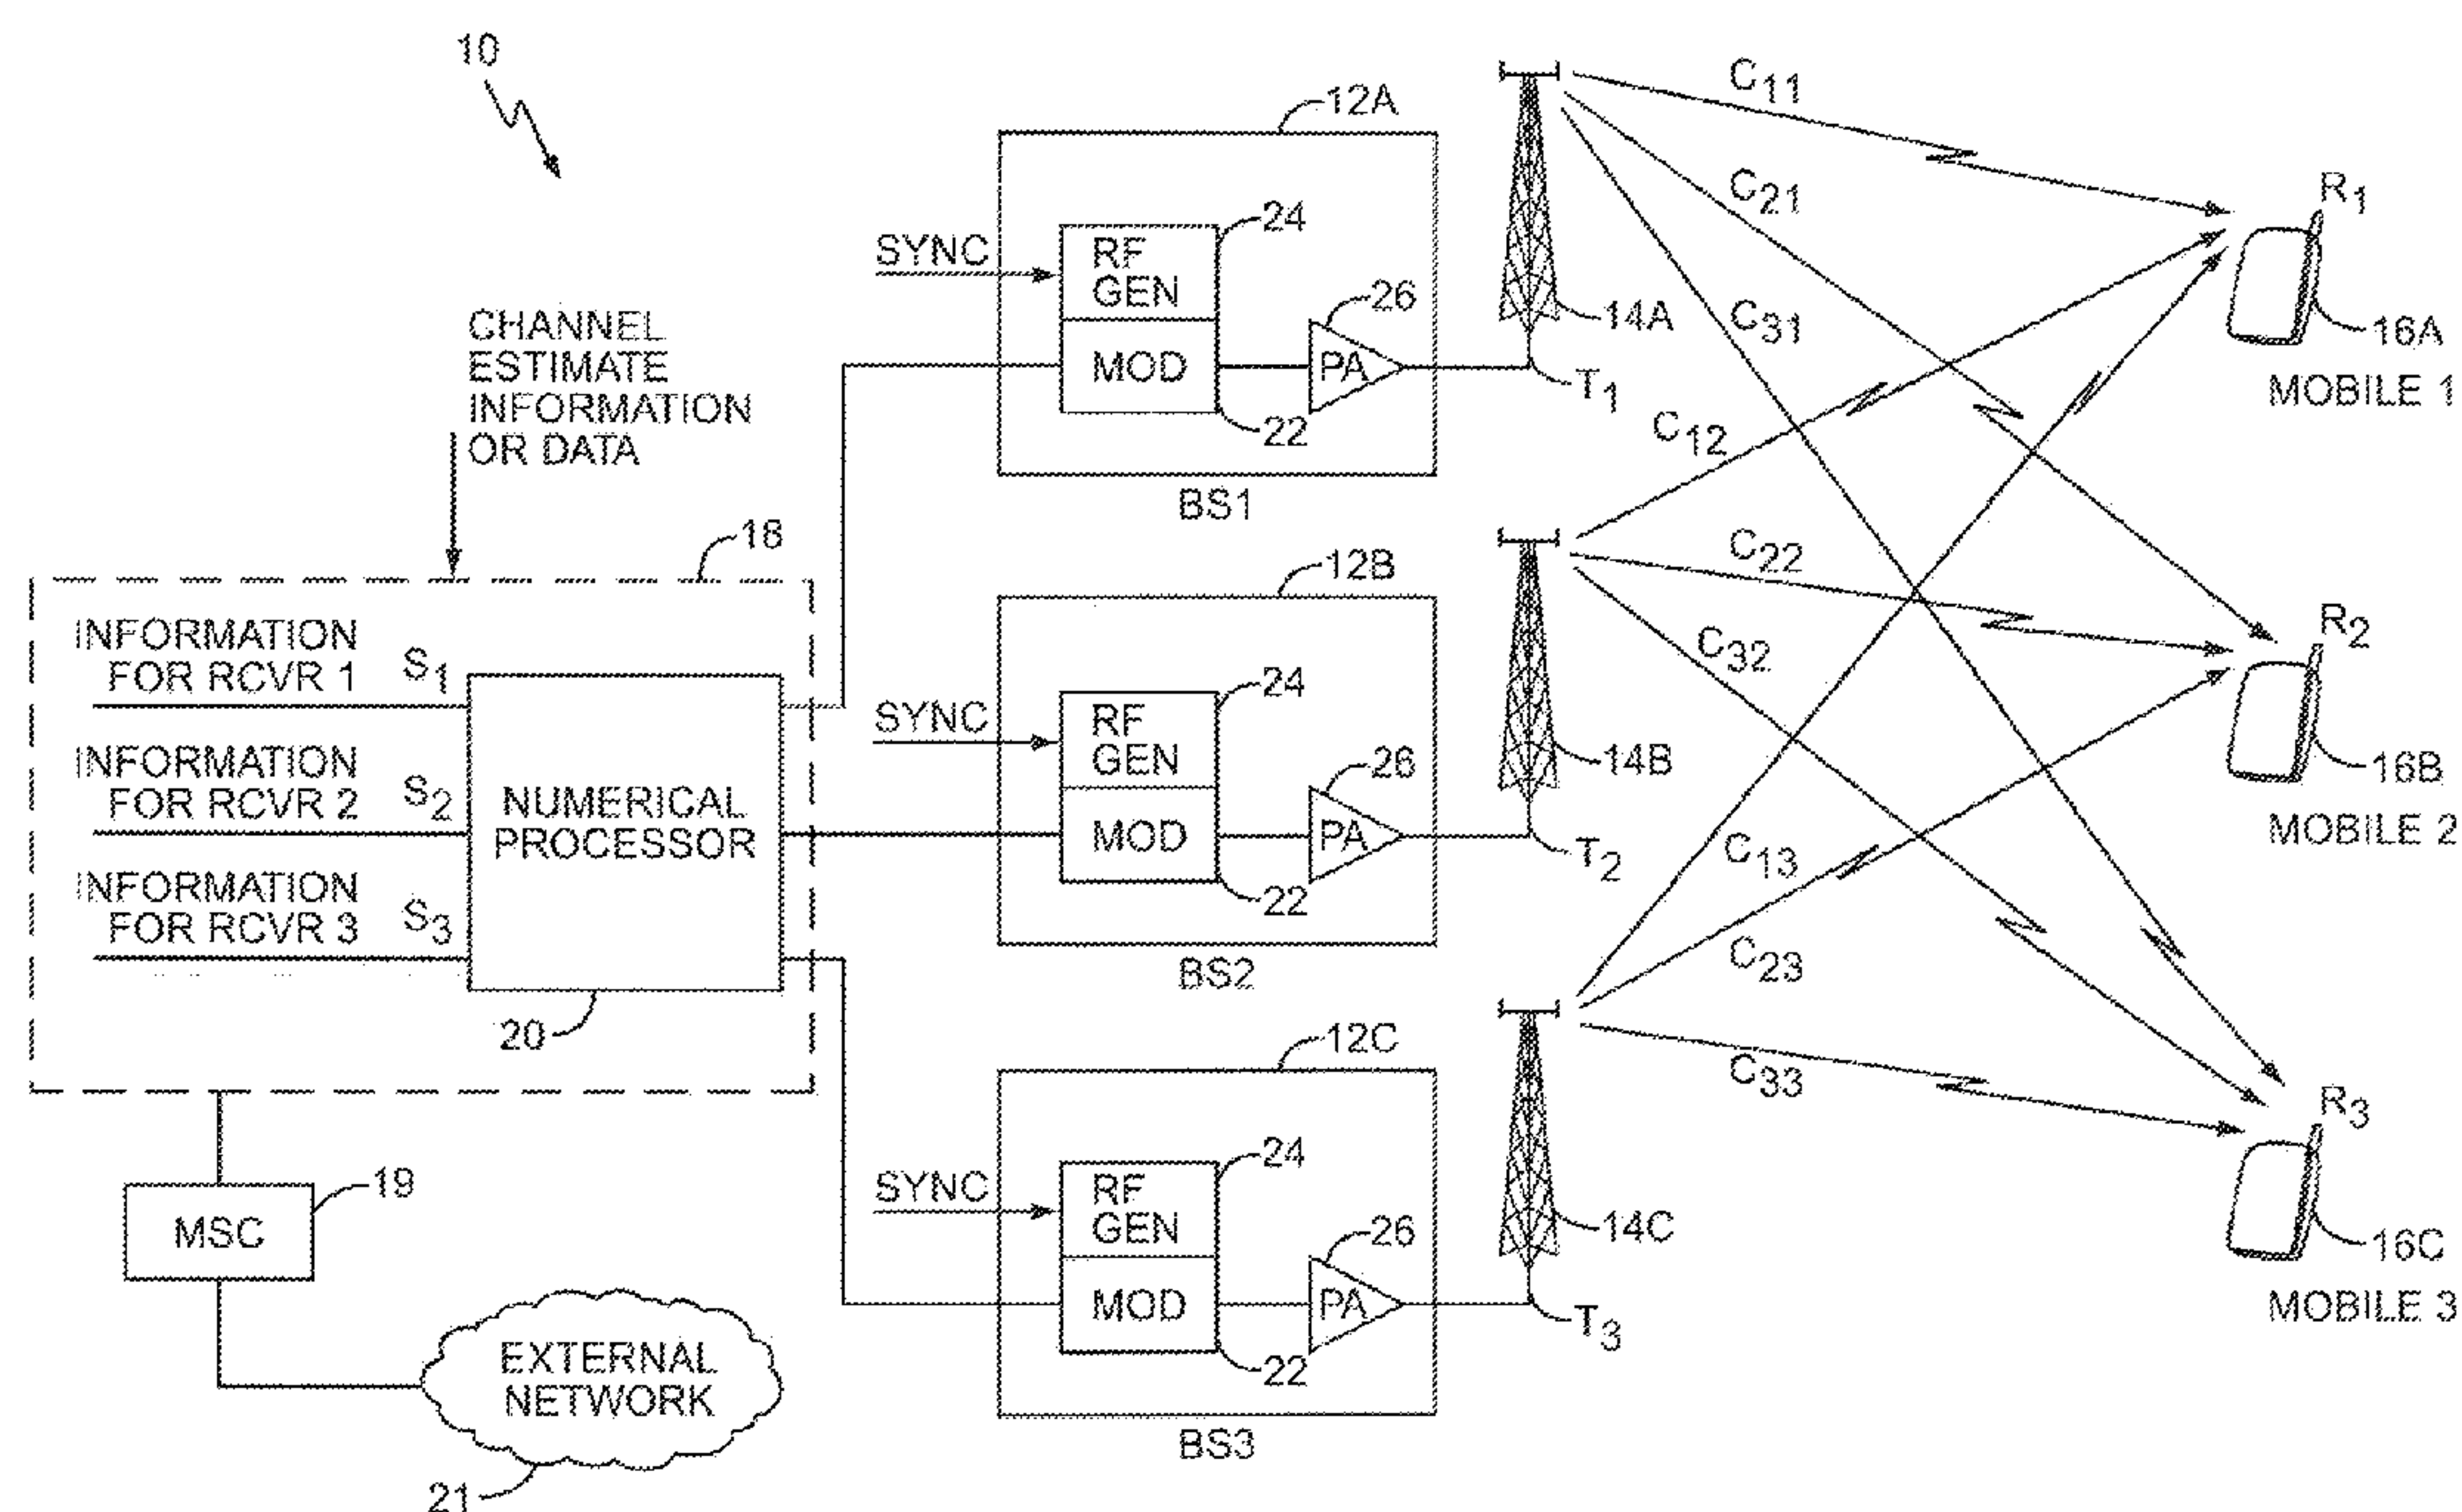 10
CHANNEL
ESTIMATE
INFORMATION
OR DATA
18
INFORMATION
FOR RCVR 1
S1
INFORMATION
FOR RCVR 2
S2
INFORMATION
FOR RCVR 3
S3
NUMERICAL
PROCESSOR
20
MSC
19
EXTERNAL
NETWORK
21
12A
SYNC
RF
GEN
24
MOD
22
PA
26
BS1
14A
T1
12B
SYNC
RF
GEN
24
MOD
22
PA
26
BS2
14B
T2
12C
SYNC
RF
GEN
24
MOD
22
PA
26
BS3
14C
T3
C11
C21
C31
C12
C22
C32
C13
C23
C33
R1
16A
MOBILE 1
R2
16B
MOBILE 2
R3
16C
MOBILE 3